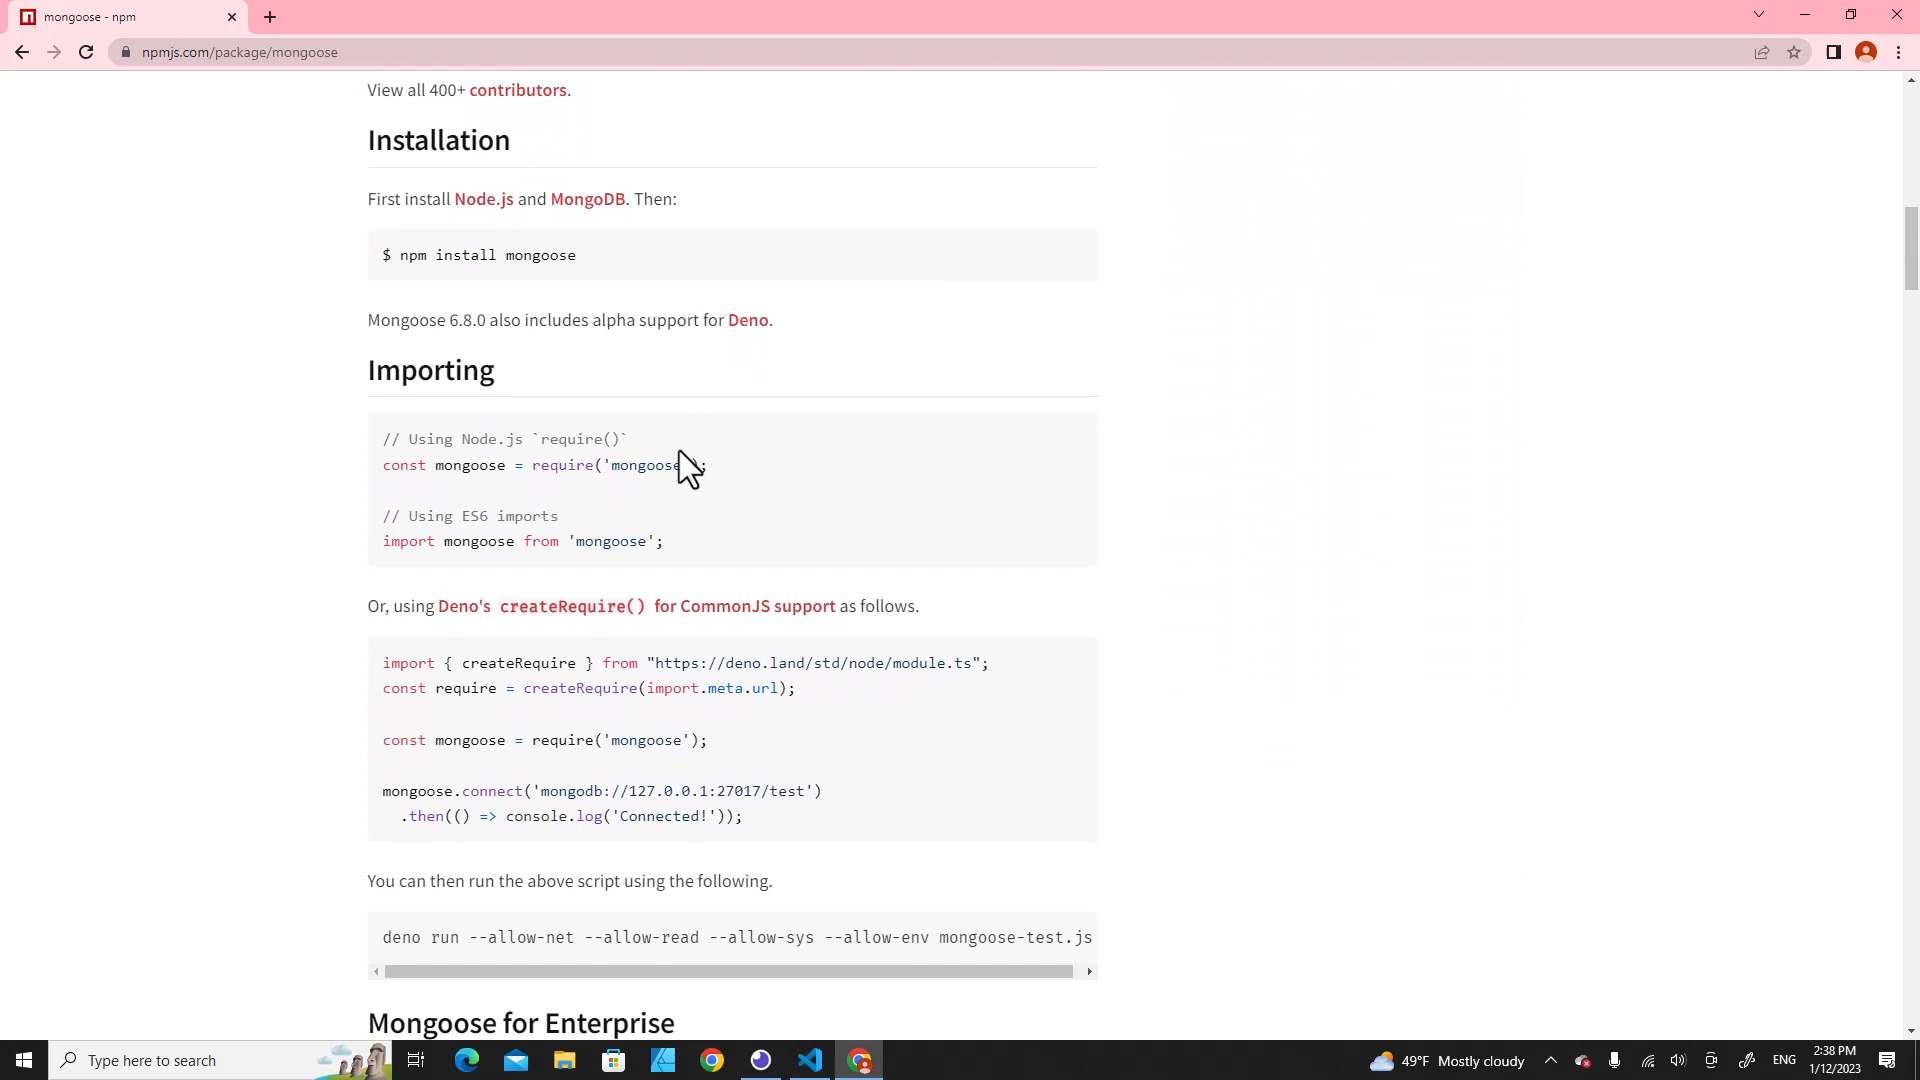 mongoose - npm
npmjs.com/package/mongoose
View all 400+ contributors.
Installation
First install Node.js and MongoDB. Then:
$ npm install mongoose
Mongoose 6.8.0 also includes alpha support for Deno.
Importing
// Using Node.js `require()`
const mongoose = require('mongoose');
// Using ES6 imports
import mongoose from 'mongoose';
Or, using Deno's createRequire() for CommonJS support as follows.
import { createRequire } from "https://deno.land/std/node/module.ts";
const require = createRequire(import.meta.url);
const mongoose = require('mongoose');
mongoose.connect('mongodb://127.0.0.1:27017/test')
.then(() => console.log('Connected!'));
You can then run the above script using the following.
deno run --allow-net --allow-read --allow-sys --allow-env mongoose-test.js
Mongoose for Enterprise
Type here to search
49°F Mostly cloudy
ENG
2:38 PM
1/12/2023